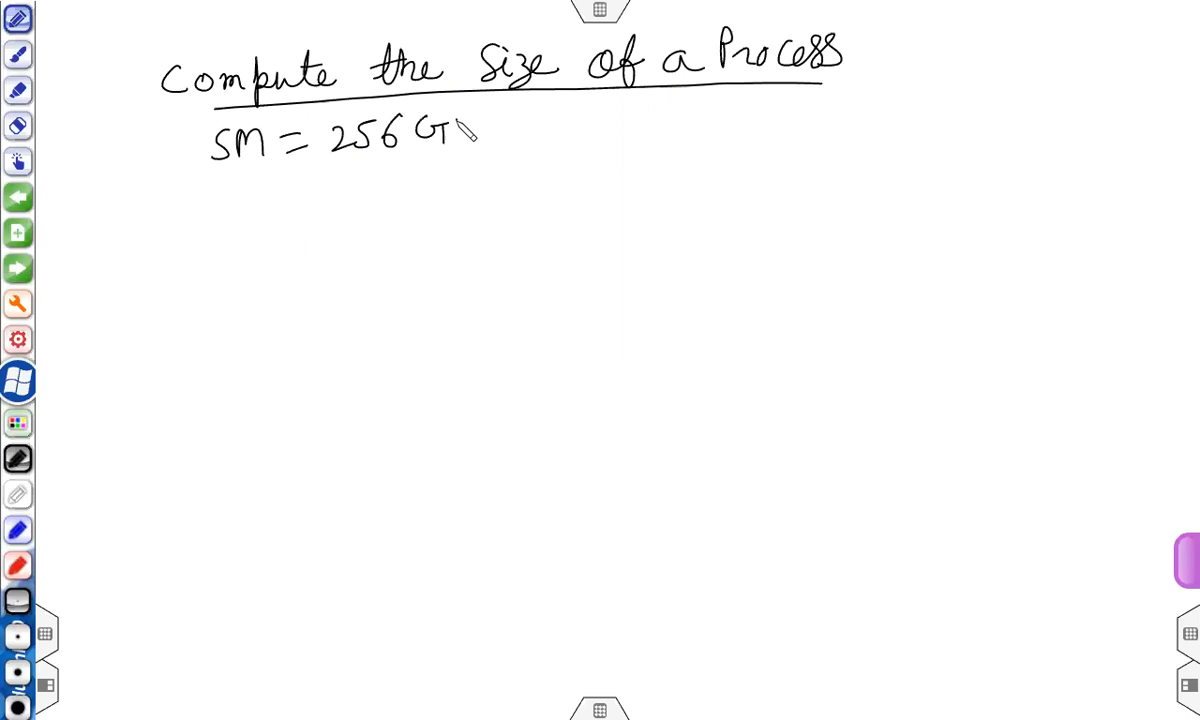 Compute the Size of a Process
SM = 256 G